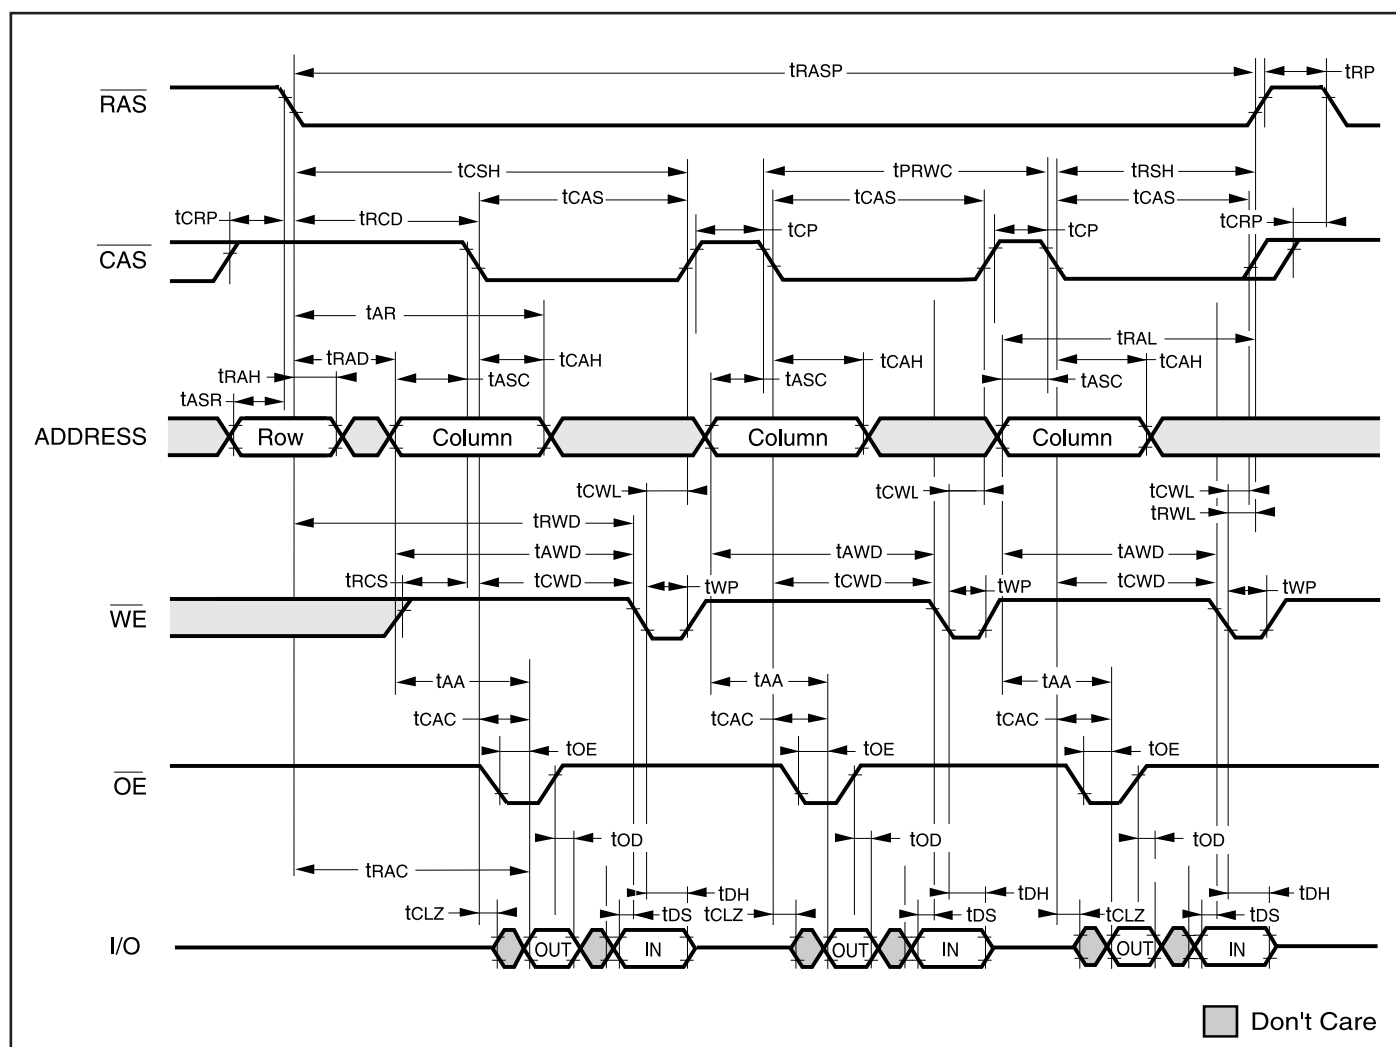 tRASP tRP
RAS
tCSH tPRWC tRSH
tCAS tCAS tCAS
tCRP tRCD tCP tCP tCRP
CAS
tAR
tRAL
tRAD tCAH tCAH tCAH
tRAH tASC tASC tASC
tASR
ADDRESS Row Column Column Column
tCWL tCWL tCWL
tRWD tRWL
tAWD tAWD tAWD
tRCS tCWD tWP tCWD tWP tCWD tWP
WE
tAA tAA tAA
tCAC tCAC tCAC
tOE tOE tOE
OE
tOD tOD tOD
tRAC
tDH tDH tDH
tCLZ tDS tCLZ tDS tCLZ tDS
I/O OUT IN OUT IN OUT IN
Don't Care